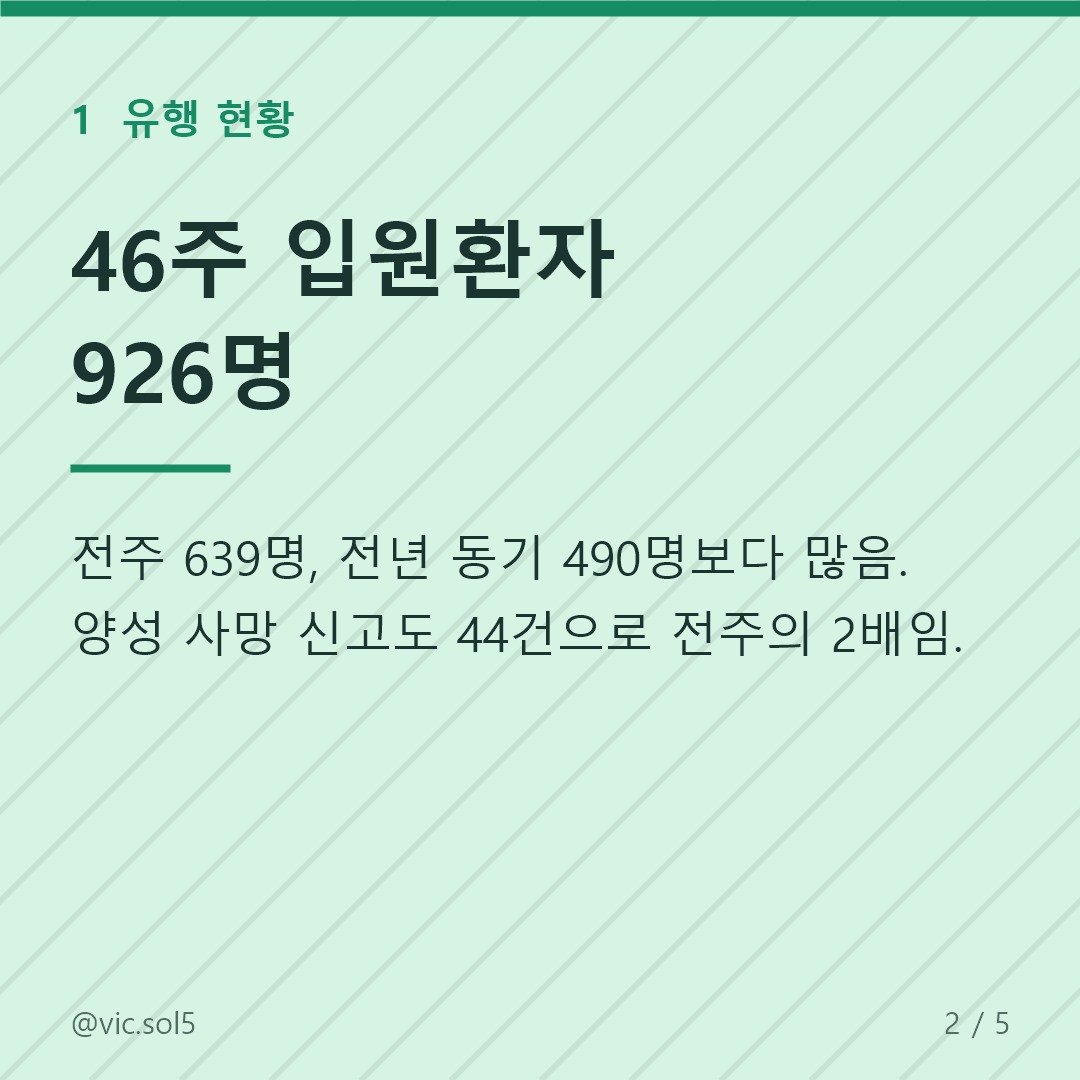 1 유행 현황
46주 입원환자
926명
전주 639명, 전년 동기 490명보다 많음.
양성 사망 신고도 44건으로 전주의 2배임.
@vic.sol5
2 / 5